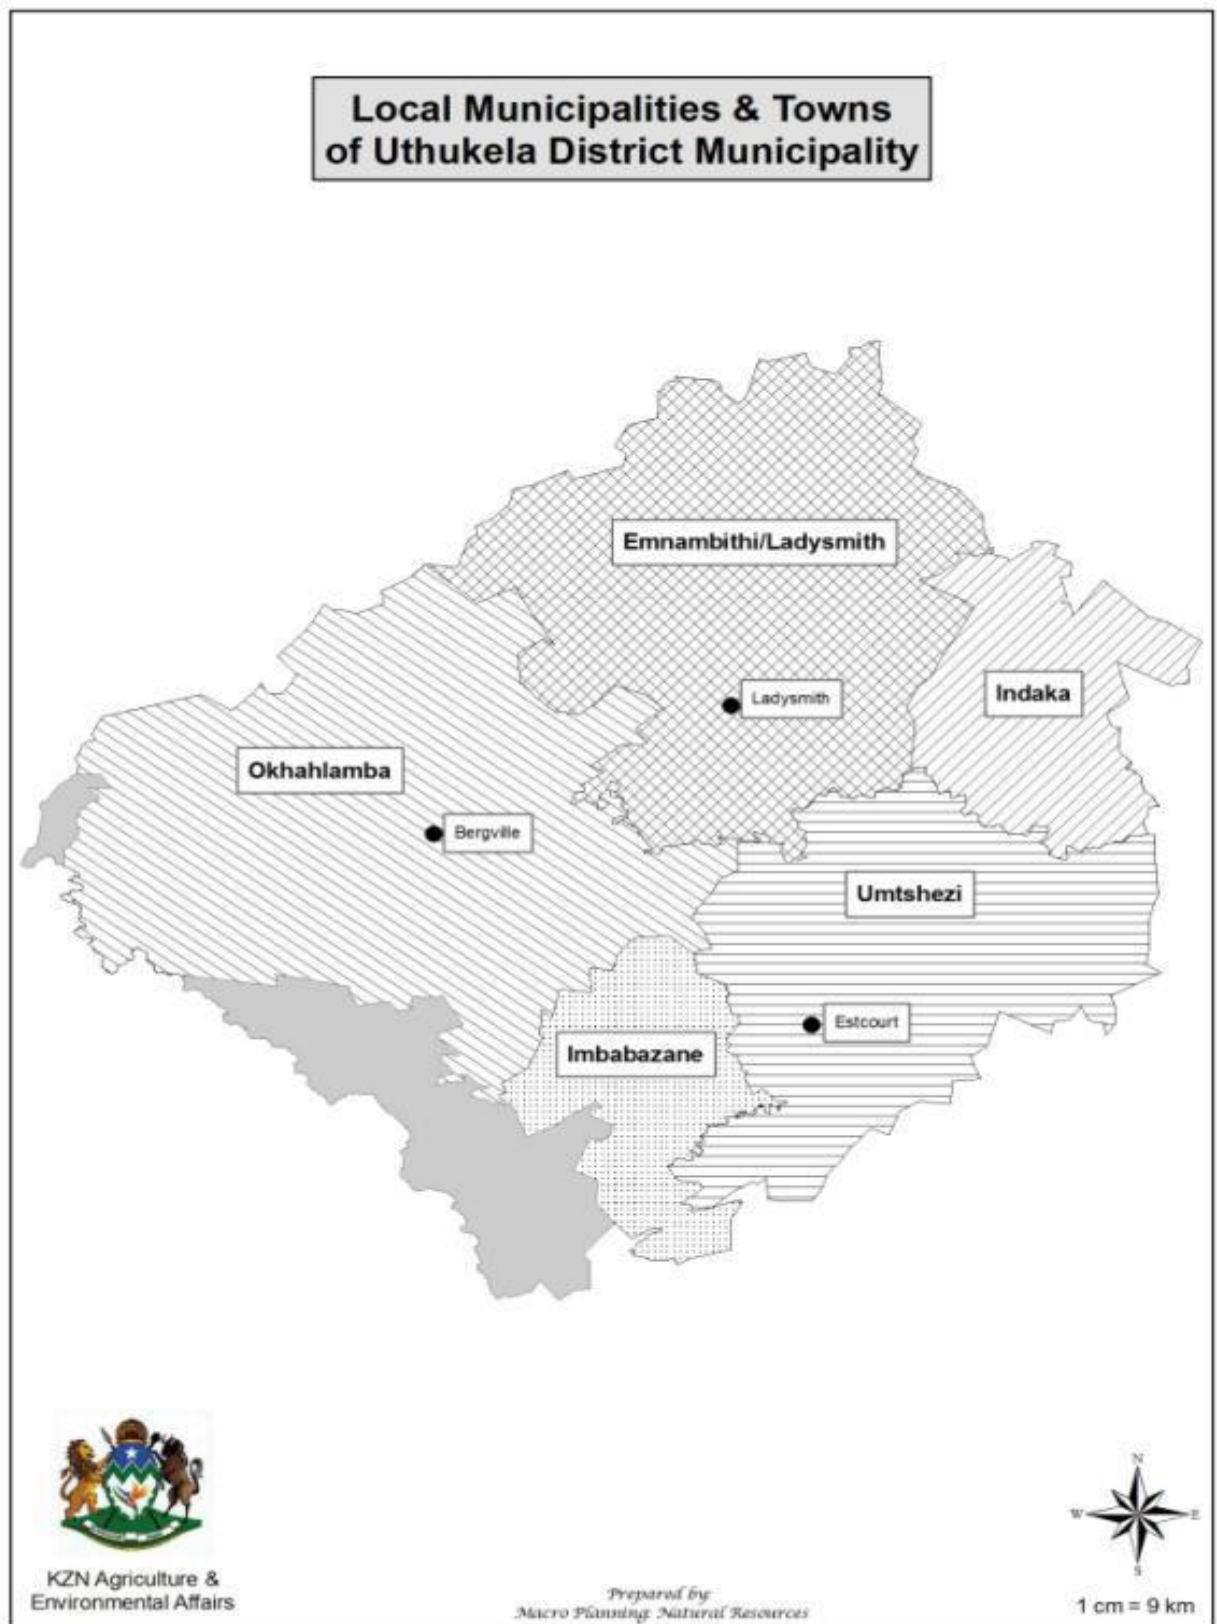 Local Municipalities & Towns
of Uthukela District Municipality
Emnambithi/Ladysmith
Ladysmith
Indaka
Okhahlamba
Bergville
Umtshezi
Estcourt
Imbabazane
KZN Agriculture &
Environmental Affairs
Prepared by:
Macro Planning: Natural Resources
N
W
E
S
1 cm = 9 km